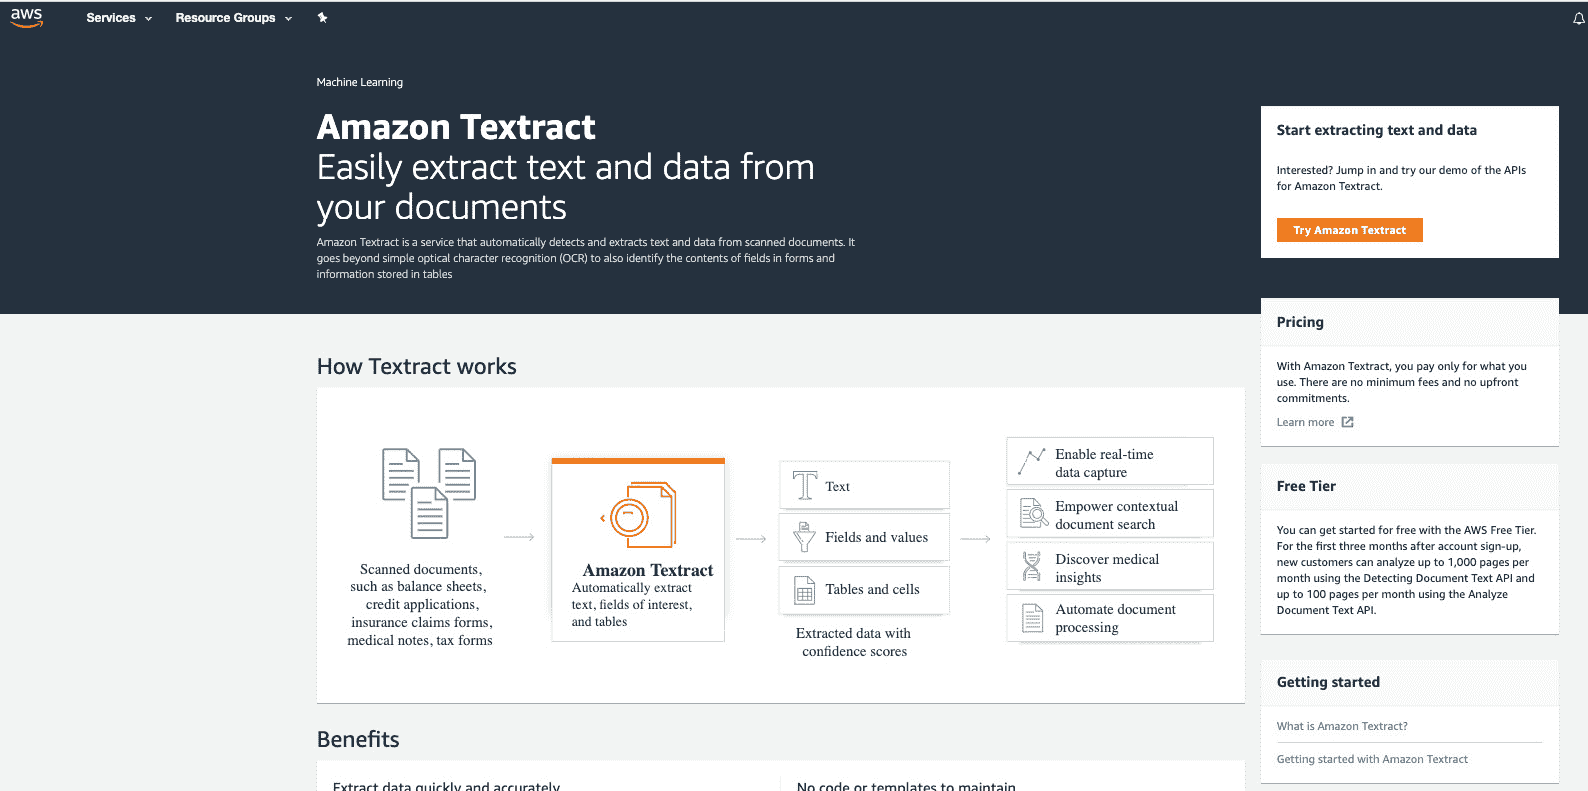 aws
Services
Resource Groups
Machine Learning
Amazon Textract
Easily extract text and data from
your documents
Amazon Textract is a service that automatically detects and extracts text and data from scanned documents. It
goes beyond simple optical character recognition (OCR) to also identify the contents of fields in forms and
information stored in tables
Start extracting text and data
Interested? Jump in and try our demo of the APIs
for Amazon Textract.
Try Amazon Textract
Pricing
With Amazon Textract, you pay only for what you
use. There are no minimum fees and no upfront
commitments.
Learn more
Free Tier
You can get started for free with the AWS Free Tier.
For the first three months after account sign-up,
new customers can analyze up to 1,000 pages per
month using the Detecting Document Text API and
up to 100 pages per month using the Analyze
Document Text API.
Getting started
What is Amazon Textract?
Getting started with Amazon Textract
How Textract works
Scanned documents,
such as balance sheets,
credit applications,
insurance claims forms,
medical notes, tax forms
Amazon Textract
Automatically extract
text, fields of interest,
and tables
Text
Fields and values
Tables and cells
Extracted data with
confidence scores
Enable real-time
data capture
Empower contextual
document search
Discover medical
insights
Automate document
processing
Benefits
Extract data quickly and accurately
No code or templates to maintain